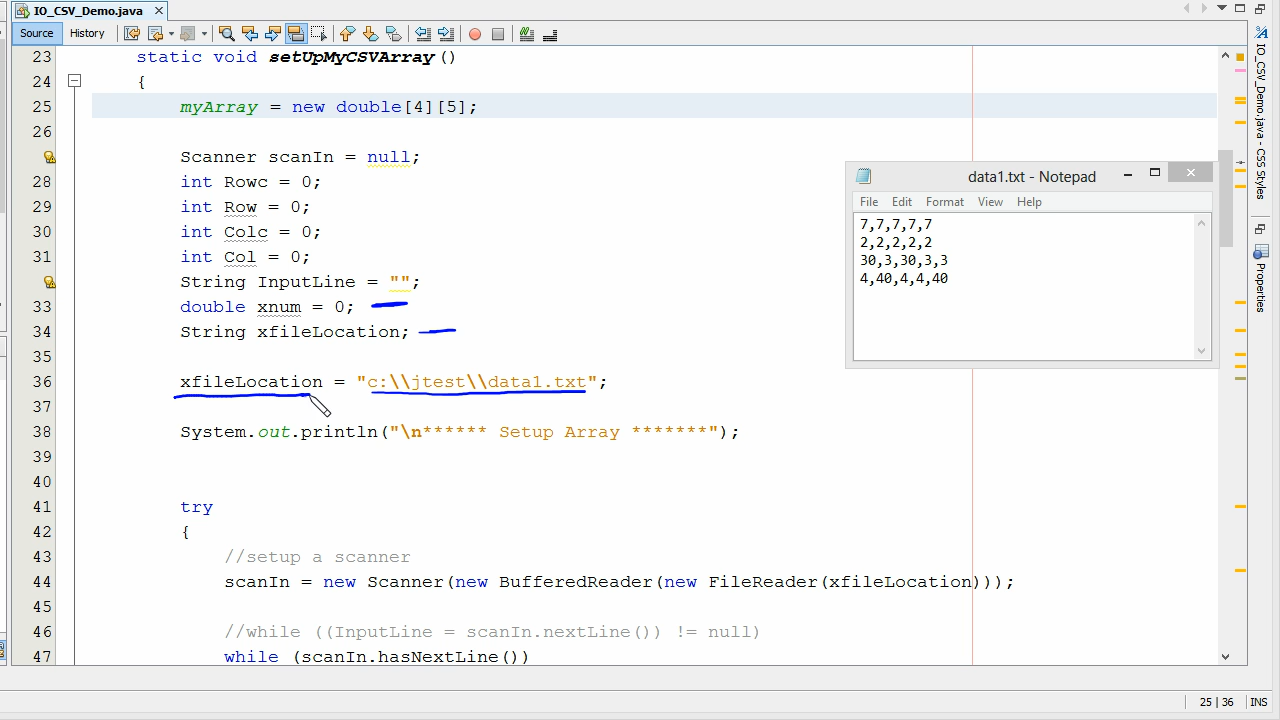 IO_CSV_Demo.java
Source History
23 static void setUpMyCSVArray()
24 {
25 myArray = new double[4][5];
26
Scanner scanIn = null;
28 int Rowc = 0;
29 int Row = 0;
30 int Colc = 0;
31 int Col = 0;
String InputLine = "";
33 double xnum = 0;
34 String xfileLocation;
35
36 xfileLocation = "c:\\jtest\\data1.txt";
37
38 System.out.println("\n****** Setup Array *******");
39
40
41 try
42 {
43 //setup a scanner
44 scanIn = new Scanner(new BufferedReader(new FileReader(xfileLocation)));
45
46 //while ((InputLine = scanIn.nextLine()) != null)
47 while (scanIn.hasNextLine())
data1.txt - Notepad
File Edit Format View Help
7,7,7,7,7
2,2,2,2,2
30,3,30,3,3
4,40,4,4,40
IO_CSV_Demo.java - CSS Styles
Properties
25 | 36 INS